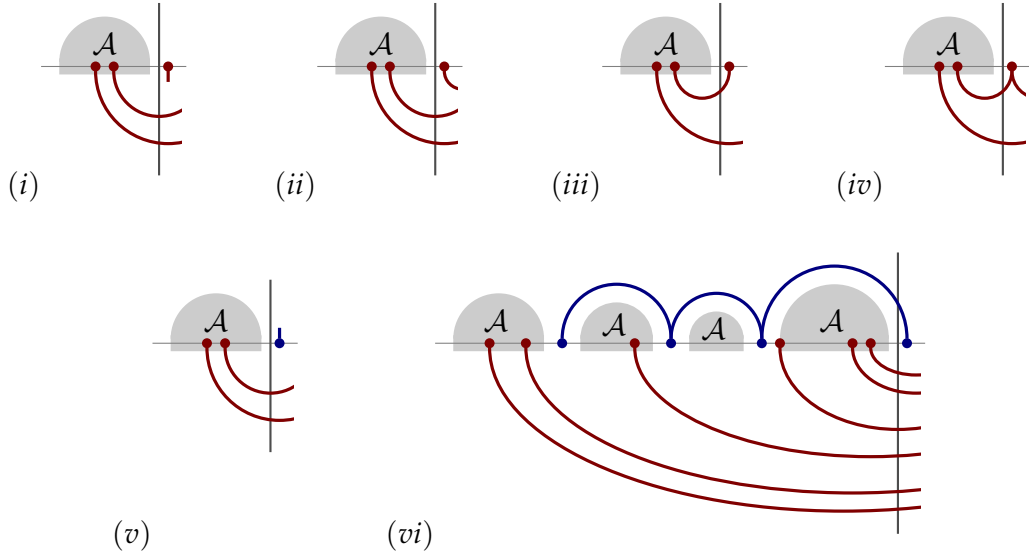 𝒜 𝒜 𝒜 𝒜
(i) (ii) (iii) (iv)
𝒜 𝒜 𝒜 𝒜 𝒜
(v) (vi)